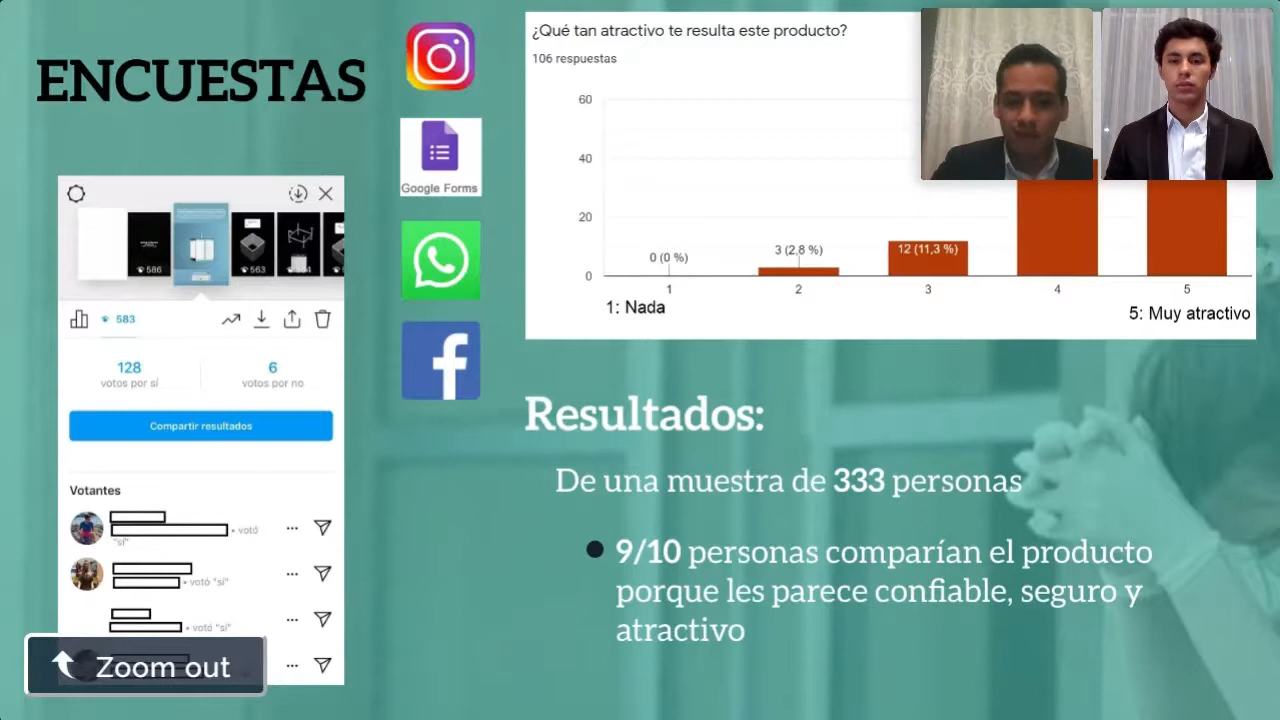 ENCUESTAS
Google Forms
586
563
583
128
votos por sí
6
votos por no
Compartir resultados
Votantes
• votó
"sí"
• votó "sí"
• votó "sí"
Zoom out
¿Qué tan atractivo te resulta este producto?
106 respuestas
60
40
20
0
0 (0 %)
3 (2,8 %)
12 (11,3 %)
1
2
3
4
5
1: Nada
5: Muy atractivo
Resultados:
De una muestra de 333 personas
9/10 personas comparían el producto
porque les parece confiable, seguro y
atractivo